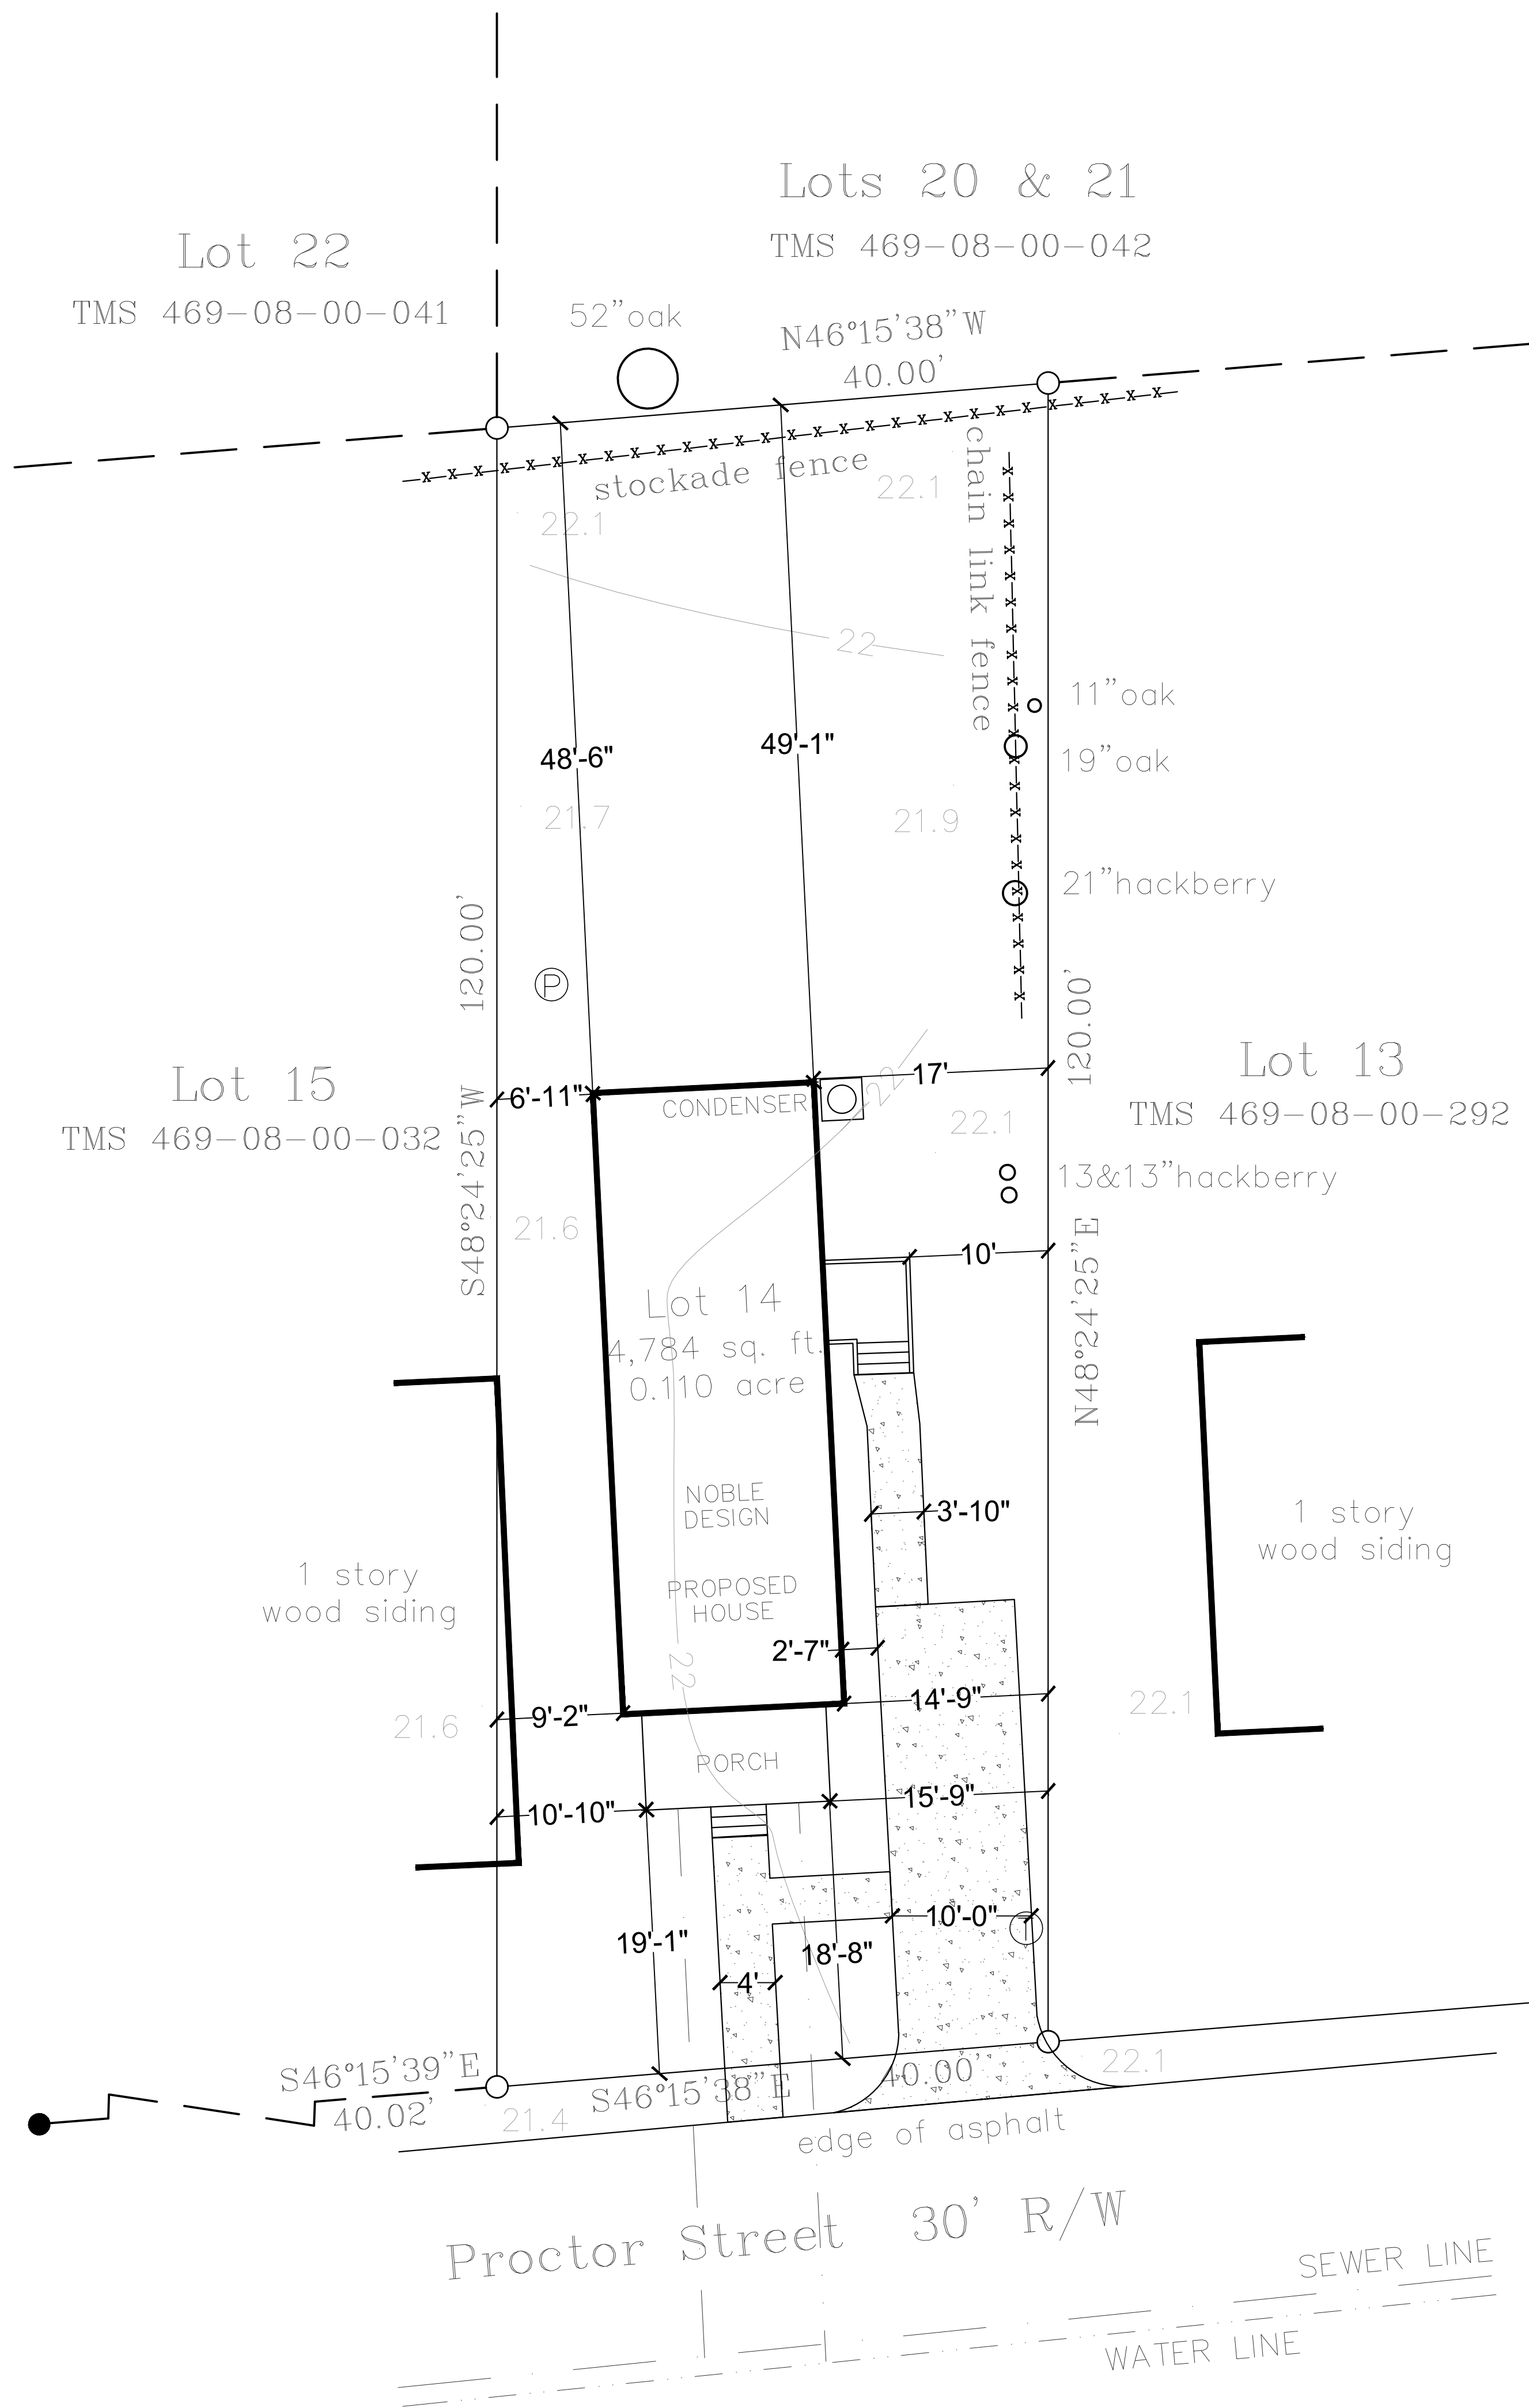 Lots 20 & 21
TMS 469-08-00-042
Lot 22
TMS 469-08-00-041
52"oak
N46°15'38"W
40.00'
stockade fence
chain link fence
22.1
22.1
22
11"oak
19"oak
48'-6"
49'-1"
21.7
21.9
21"hackberry
120.00'
S48°24'25"W
P
120.00'
N48°24'25"E
Lot 15
TMS 469-08-00-032
Lot 13
TMS 469-08-00-292
6'-11"
CONDENSER
17'
22
22.1
13&13"hackberry
21.6
10'
Lot 14
4,784 sq. ft.
0.110 acre
NOBLE
DESIGN
3'-10"
1 story
wood siding
1 story
wood siding
PROPOSED
HOUSE
2'-7"
22
9'-2"
14'-9"
21.6
22.1
PORCH
10'-10"
15'-9"
19'-1"
18'-8"
10'-0"
4'
S46°15'39"E
40.02'
S46°15'38"E
40.00'
22.1
21.4
edge of asphalt
Proctor Street 30' R/W
SEWER LINE
WATER LINE